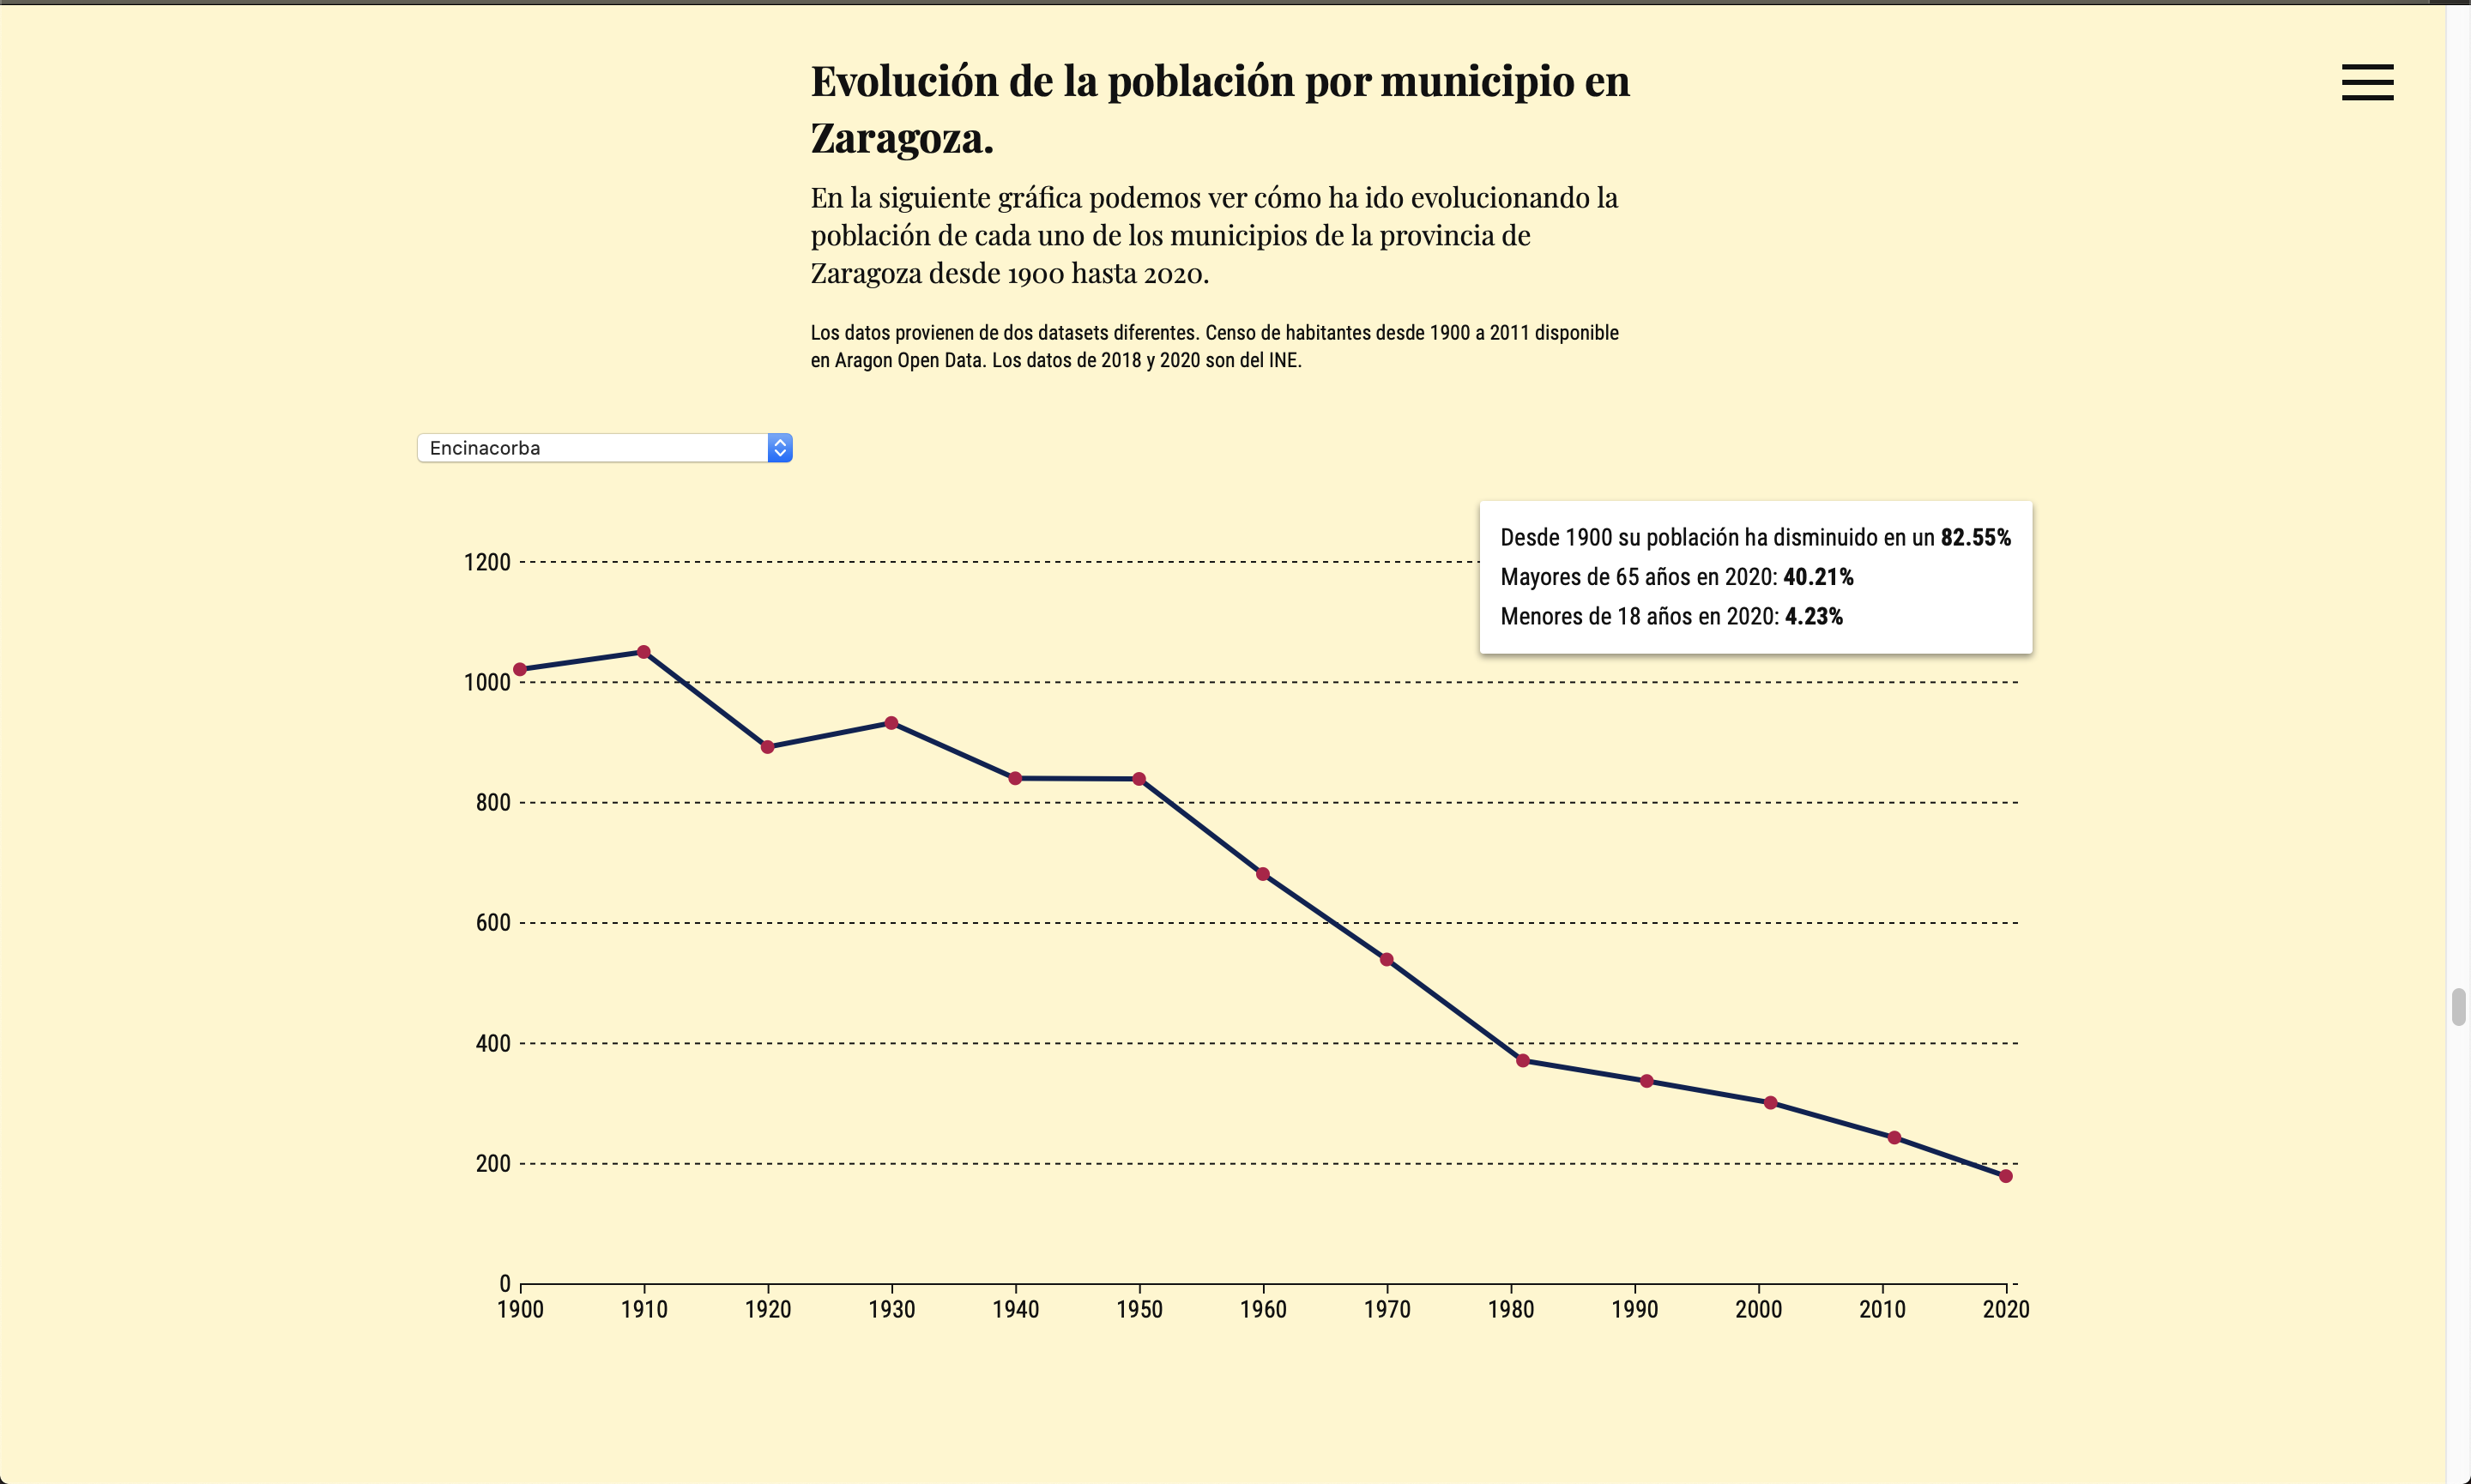 Evolución de la población por municipio en
Zaragoza.
En la siguiente gráfica podemos ver cómo ha ido evolucionando la
población de cada uno de los municipios de la provincia de
Zaragoza desde 1900 hasta 2020.
Los datos provienen de dos datasets diferentes. Censo de habitantes desde 1900 a 2011 disponible
en Aragon Open Data. Los datos de 2018 y 2020 son del INE.
Encinacorba
Desde 1900 su población ha disminuido en un 82.55%
Mayores de 65 años en 2020: 40.21%
Menores de 18 años en 2020: 4.23%
1200
1000
800
600
400
200
0
1900 1910 1920 1930 1940 1950 1960 1970 1980 1990 2000 2010 2020